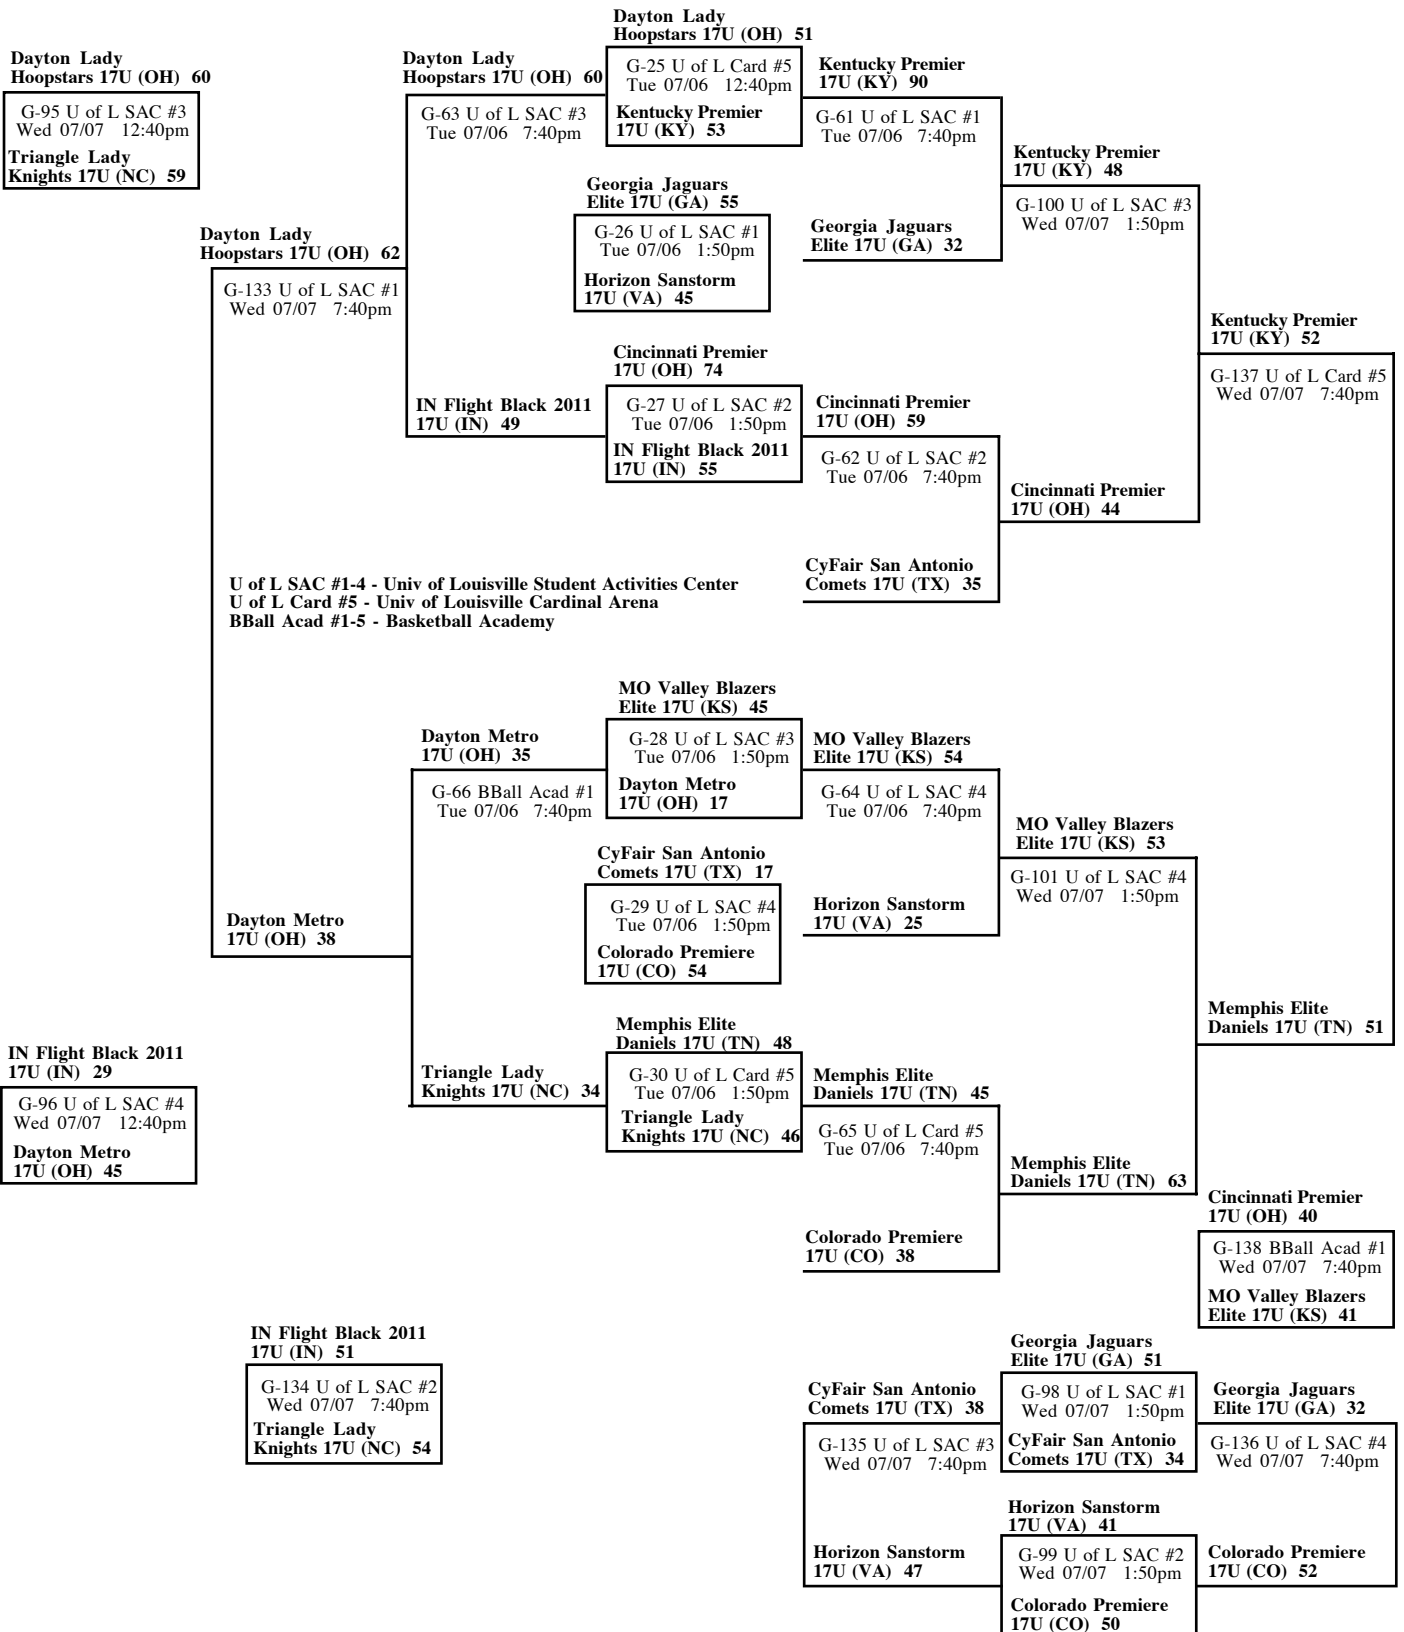 Dayton Lady
Hoopstars 17U (OH) 60
G-95 U of L SAC #3
Wed 07/07 12:40pm
Triangle Lady
Knights 17U (NC) 59
Dayton Lady
Hoopstars 17U (OH) 62
G-133 U of L SAC #1
Wed 07/07 7:40pm
Dayton Lady
Hoopstars 17U (OH) 60
G-63 U of L SAC #3
Tue 07/06 7:40pm
IN Flight Black 2011
17U (IN) 49
Dayton Lady
Hoopstars 17U (OH) 51
G-25 U of L Card #5
Tue 07/06 12:40pm
Kentucky Premier
17U (KY) 53
Georgia Jaguars
Elite 17U (GA) 55
G-26 U of L SAC #1
Tue 07/06 1:50pm
Horizon Sanstorm
17U (VA) 45
Cincinnati Premier
17U (OH) 74
G-27 U of L SAC #2
Tue 07/06 1:50pm
IN Flight Black 2011
17U (IN) 55
Kentucky Premier
17U (KY) 90
G-61 U of L SAC #1
Tue 07/06 7:40pm
Georgia Jaguars
Elite 17U (GA) 32
Cincinnati Premier
17U (OH) 59
G-62 U of L SAC #2
Tue 07/06 7:40pm
CyFair San Antonio
Comets 17U (TX) 35
Kentucky Premier
17U (KY) 48
G-100 U of L SAC #3
Wed 07/07 1:50pm
Cincinnati Premier
17U (OH) 44
Kentucky Premier
17U (KY) 52
G-137 U of L Card #5
Wed 07/07 7:40pm
U of L SAC #1-4 - Univ of Louisville Student Activities Center
U of L Card #5 - Univ of Louisville Cardinal Arena
BBall Acad #1-5 - Basketball Academy
Dayton Metro
17U (OH) 35
G-66 BBall Acad #1
Tue 07/06 7:40pm
Dayton Metro
17U (OH) 38
Triangle Lady
Knights 17U (NC) 34
MO Valley Blazers
Elite 17U (KS) 45
G-28 U of L SAC #3
Tue 07/06 1:50pm
Dayton Metro
17U (OH) 17
CyFair San Antonio
Comets 17U (TX) 17
G-29 U of L SAC #4
Tue 07/06 1:50pm
Colorado Premiere
17U (CO) 54
Memphis Elite
Daniels 17U (TN) 48
G-30 U of L Card #5
Tue 07/06 1:50pm
Triangle Lady
Knights 17U (NC) 46
MO Valley Blazers
Elite 17U (KS) 54
G-64 U of L SAC #4
Tue 07/06 7:40pm
Horizon Sanstorm
17U (VA) 25
Memphis Elite
Daniels 17U (TN) 45
G-65 U of L Card #5
Tue 07/06 7:40pm
Colorado Premiere
17U (CO) 38
MO Valley Blazers
Elite 17U (KS) 53
G-101 U of L SAC #4
Wed 07/07 1:50pm
Memphis Elite
Daniels 17U (TN) 63
Memphis Elite
Daniels 17U (TN) 51
IN Flight Black 2011
17U (IN) 29
G-96 U of L SAC #4
Wed 07/07 12:40pm
Dayton Metro
17U (OH) 45
Cincinnati Premier
17U (OH) 40
G-138 BBall Acad #1
Wed 07/07 7:40pm
MO Valley Blazers
Elite 17U (KS) 41
IN Flight Black 2011
17U (IN) 51
G-134 U of L SAC #2
Wed 07/07 7:40pm
Triangle Lady
Knights 17U (NC) 54
CyFair San Antonio
Comets 17U (TX) 38
G-135 U of L SAC #3
Wed 07/07 7:40pm
Horizon Sanstorm
17U (VA) 47
Georgia Jaguars
Elite 17U (GA) 51
G-98 U of L SAC #1
Wed 07/07 1:50pm
CyFair San Antonio
Comets 17U (TX) 34
Horizon Sanstorm
17U (VA) 41
G-99 U of L SAC #2
Wed 07/07 1:50pm
Colorado Premiere
17U (CO) 50
Georgia Jaguars
Elite 17U (GA) 32
G-136 U of L SAC #4
Wed 07/07 7:40pm
Colorado Premiere
17U (CO) 52